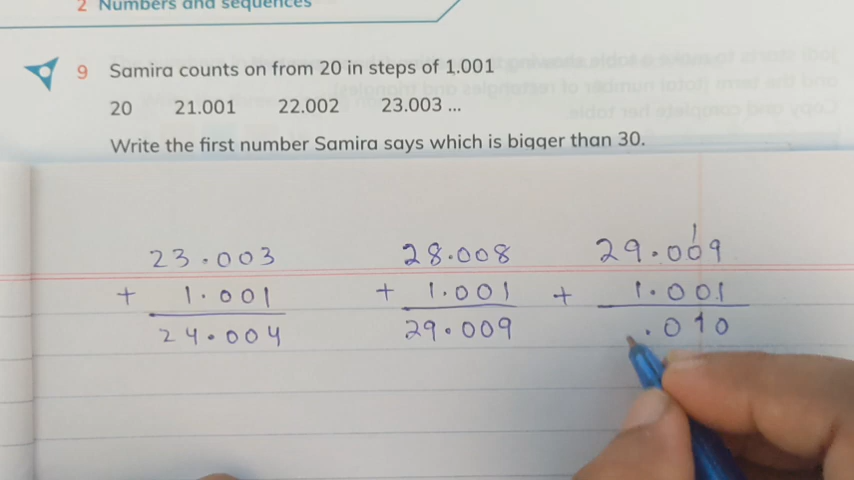 2 Numbers and sequences
9 Samira counts on from 20 in steps of 1.001
20 21.001 22.002 23.003 ...
Write the first number Samira says which is bigger than 30.
1
23.003 28.008 29.009
+ 1.001 + 1.001 + 1.001
24.004 29.009 .010